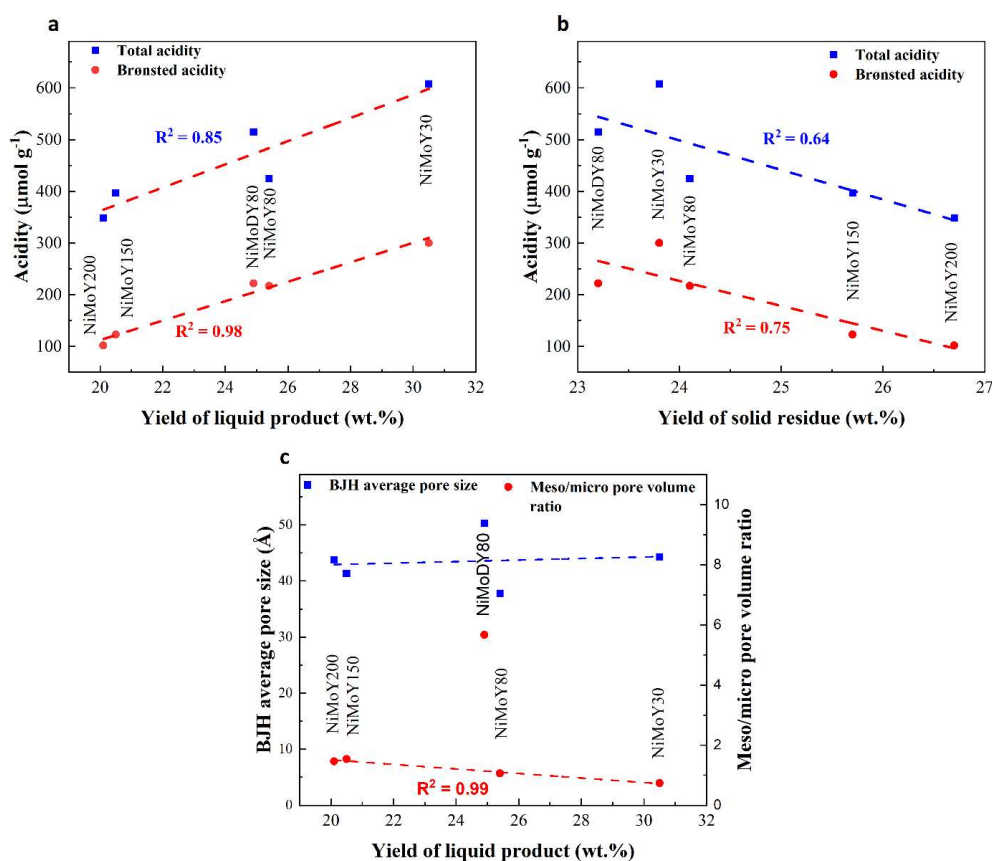 a
Total acidity
Brønsted acidity
R² = 0.85
R² = 0.98
NiMoY200
NiMoY150
NiMoDY80
NiMoY80
NiMoY30
Acidity (μmol g⁻¹)
600
500
400
300
200
100
20 22 24 26 28 30 32
Yield of liquid product (wt.%)
b
Total acidity
Brønsted acidity
R² = 0.64
R² = 0.75
NiMoDY80
NiMoY30
NiMoY80
NiMoY150
NiMoY200
Acidity (μmol g⁻¹)
600
500
400
300
200
100
23 24 25 26 27
Yield of solid residue (wt.%)
c
BJH average pore size
Meso/micro pore volume
ratio
NiMoY200
NiMoY150
NiMoDY80
NiMoY80
NiMoY30
R² = 0.99
BJH average pore size (Å)
50
40
30
20
10
0
Meso/micro pore volume ratio
10
8
6
4
2
0
20 22 24 26 28 30 32
Yield of liquid product (wt.%)